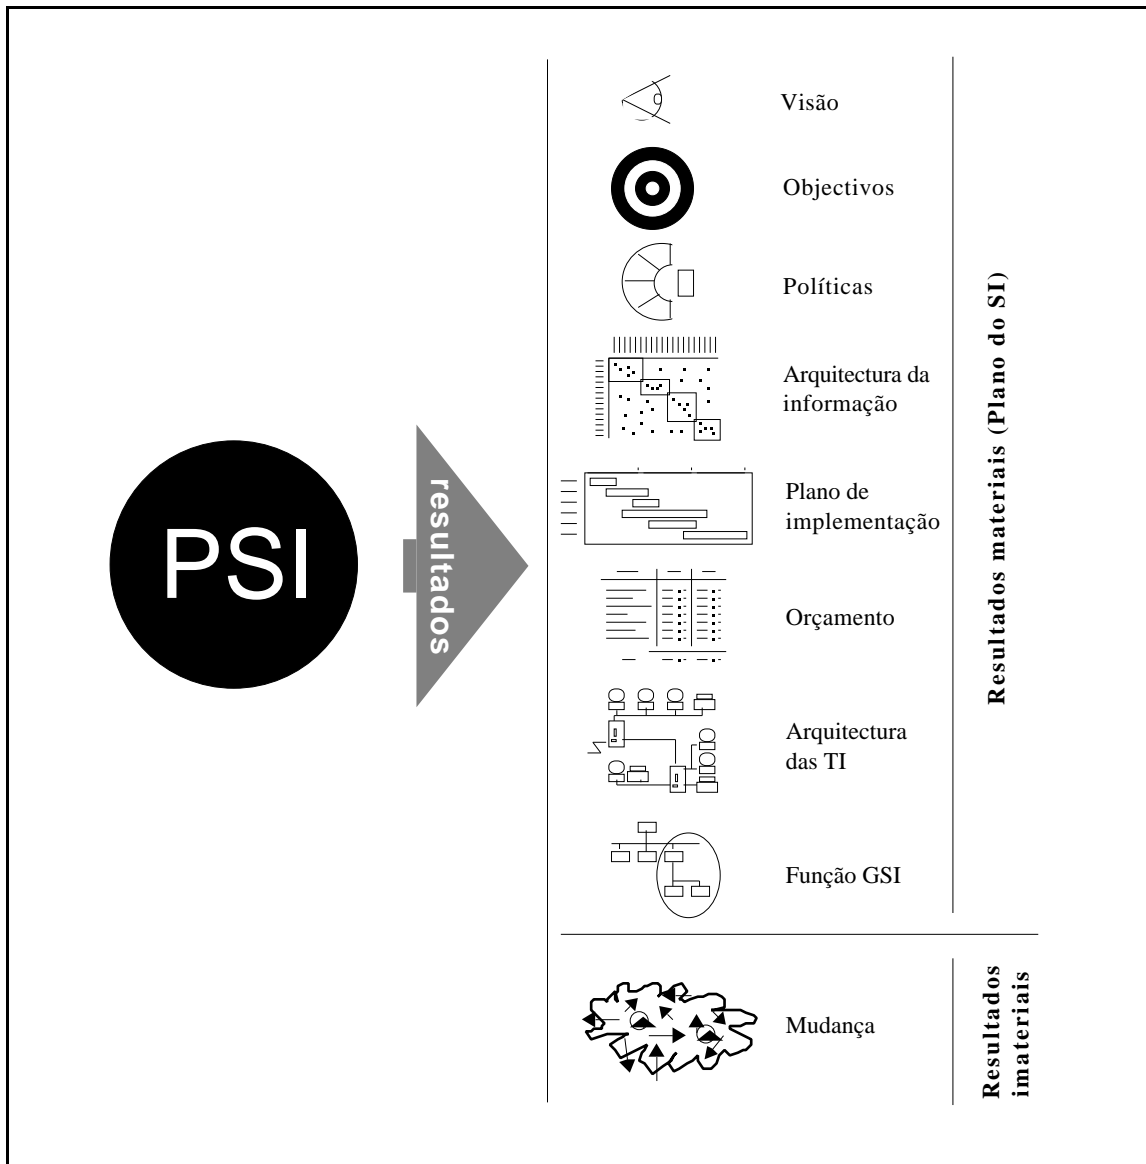 PSI
resultados
Visão
Objectivos
Políticas
Arquitectura da
informação
Plano de
implementação
Orçamento
Arquitectura
das TI
Função GSI
Resultados materiais (Plano do SI)
Mudança
Resultados
imateriais